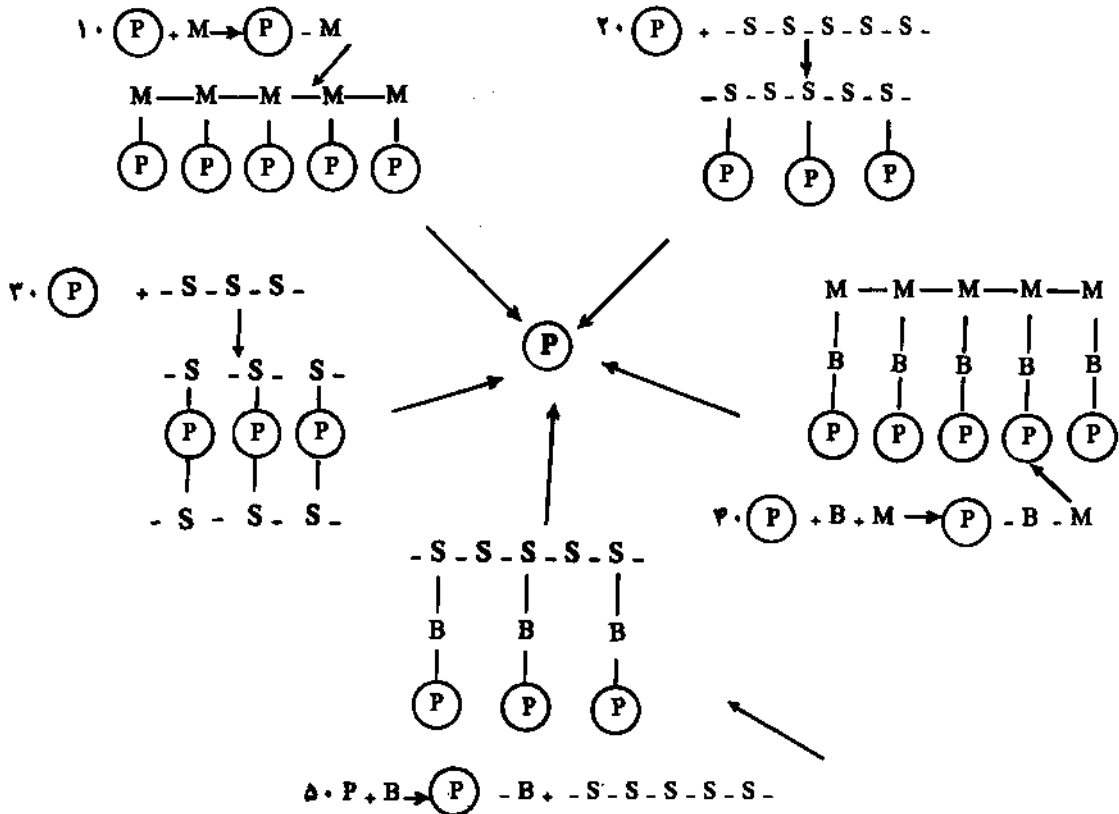 ۱۰ P + M → P - M
M — M — M — M — M
P P P P P
۲۰ P + - S - S - S - S - S -
- S - S - S - S - S -
P P P
۳۰ P + - S - S - S -
- S - S - S -
P P P
- S - S - S -
P
M — M — M — M — M
B B B B B
P P P P P
۴۰ P + B + M → P - B - M
- S - S - S - S - S -
B B B
P P P
۵۰ P + B → P - B + - S - S - S - S - S -